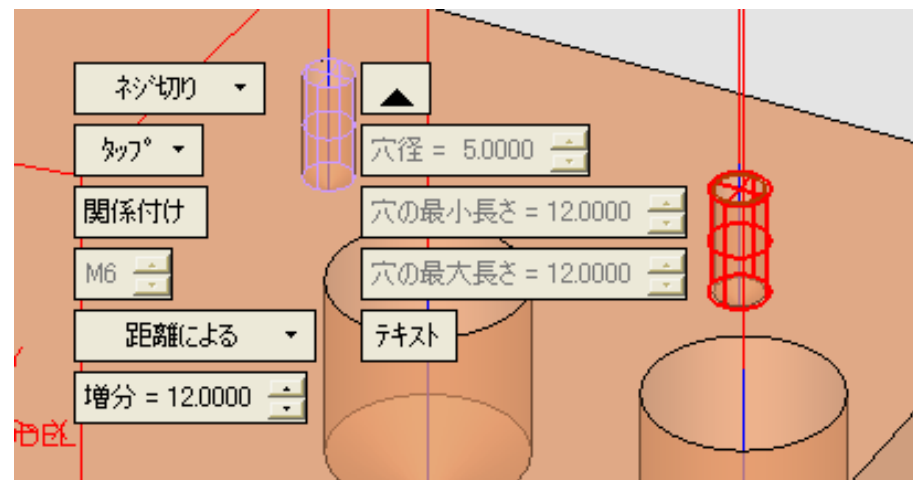 ネジ切り
タップ
関係付け
M6
距離による
増分 = 12.0000
穴径 = 5.0000
穴の最小長さ = 12.0000
穴の最大長さ = 12.0000
テキスト